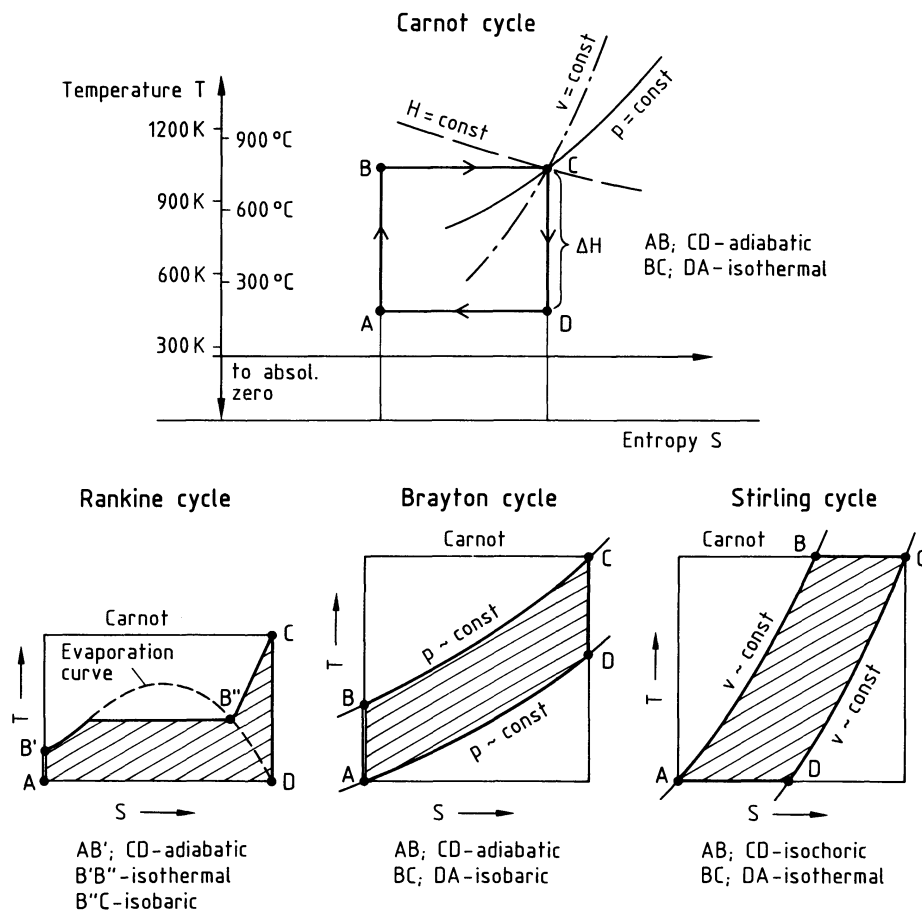 Carnot cycle
Temperature T
1200 K
900 °C
900 K
600 °C
600 K
300 °C
300 K
to absol.
zero
H = const
v = const
p = const
B
C
A
D
ΔH
AB; CD-adiabatic
BC; DA-isothermal
Entropy S
Rankine cycle
Carnot
Evaporation
curve
T
B'
B"
C
A
D
S
AB'; CD-adiabatic
B'B"-isothermal
B"C-isobaric
Brayton cycle
Carnot
C
p ~ const
T
B
D
p ~ const
A
S
AB; CD-adiabatic
BC; DA-isobaric
Stirling cycle
Carnot
B
C
v ~ const
T
v ~ const
A
D
S
AB; CD-isochoric
BC; DA-isothermal